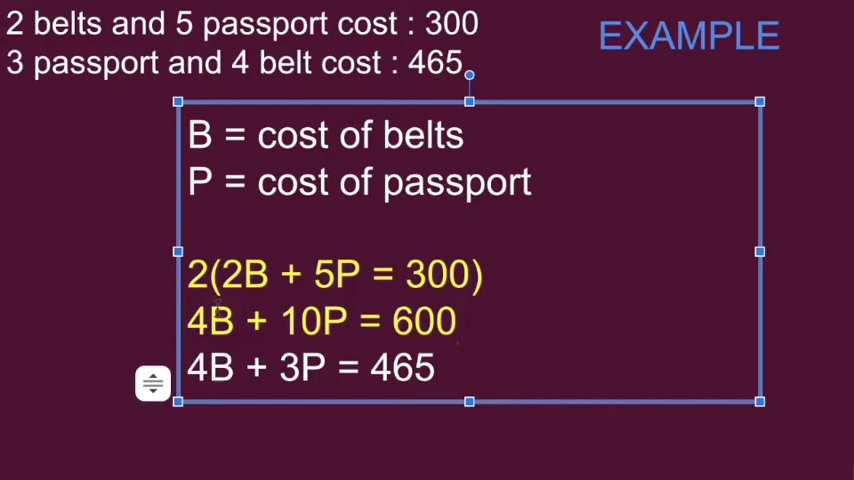 2 belts and 5 passport cost : 300
3 passport and 4 belt cost : 465
EXAMPLE
B = cost of belts
P = cost of passport
2(2B + 5P = 300)
4B + 10P = 600
4B + 3P = 465